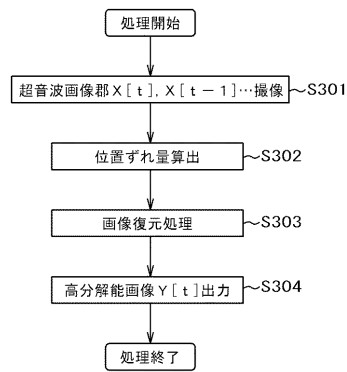 処理開始
超音波画像郡X[t],X[t-1]…撮像 S301
位置ずれ量算出 S302
画像復元処理 S303
高分解能画像Y[t]出力 S304
処理終了